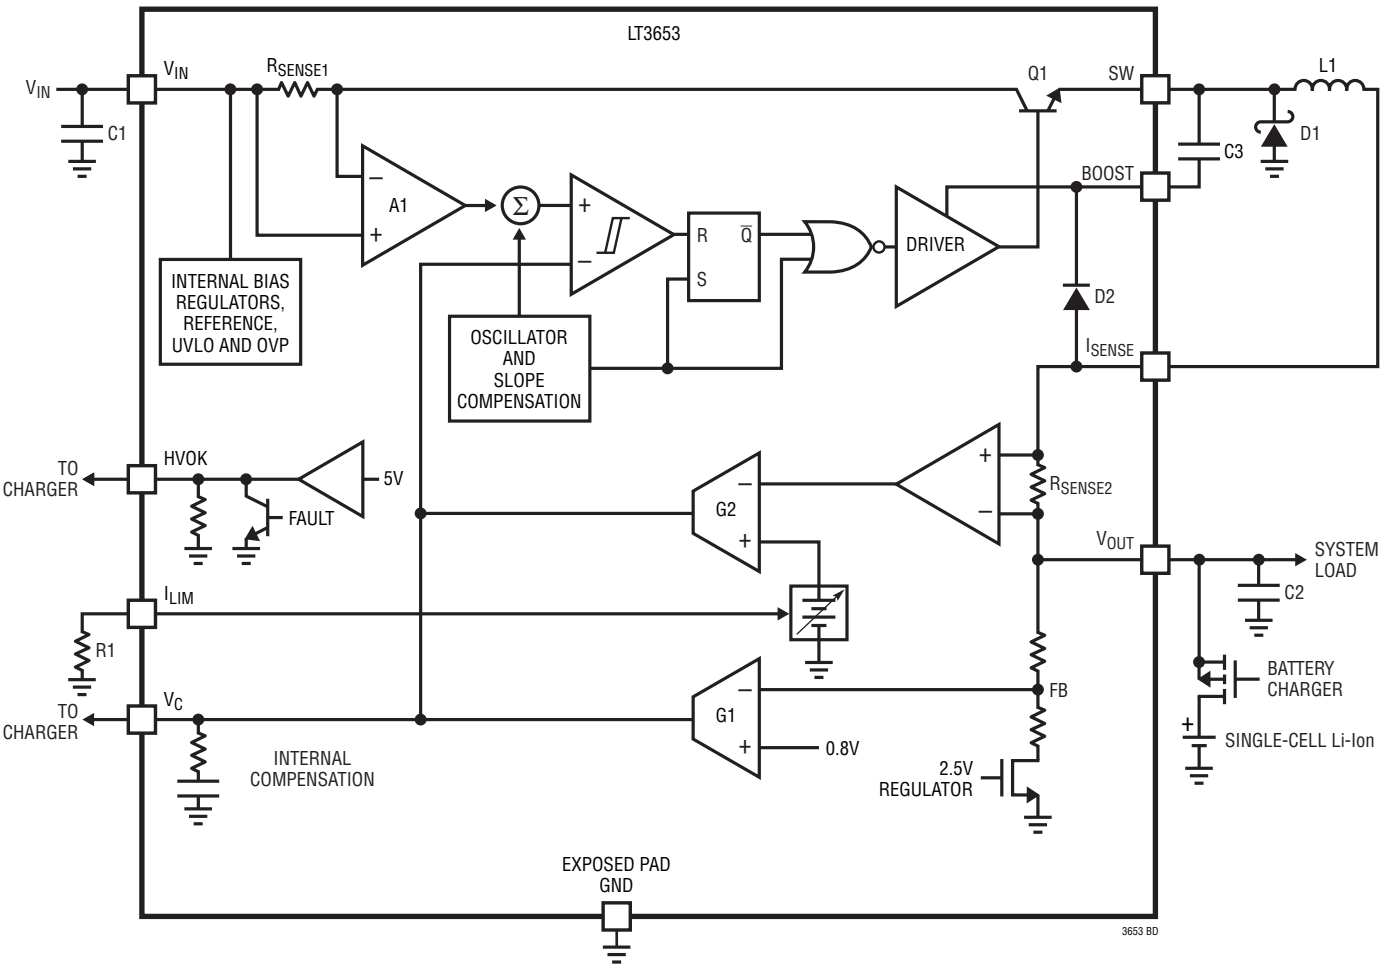 LT3653
VIN
VIN
RSENSE1
Q1
SW
L1
C1
D1
C3
BOOST
−
A1
+
Σ
+
−
R
Q̅
S
DRIVER
INTERNAL BIAS
REGULATORS,
REFERENCE,
UVLO AND OVP
D2
OSCILLATOR
AND
SLOPE
COMPENSATION
ISENSE
HVOK
TO
CHARGER
5V
FAULT
−
G2
+
+
−
RSENSE2
VOUT
SYSTEM
LOAD
C2
ILIM
R1
BATTERY
CHARGER
VC
TO
CHARGER
−
G1
+
FB
0.8V
+
SINGLE-CELL Li-Ion
INTERNAL
COMPENSATION
2.5V
REGULATOR
EXPOSED PAD
GND
3653 BD